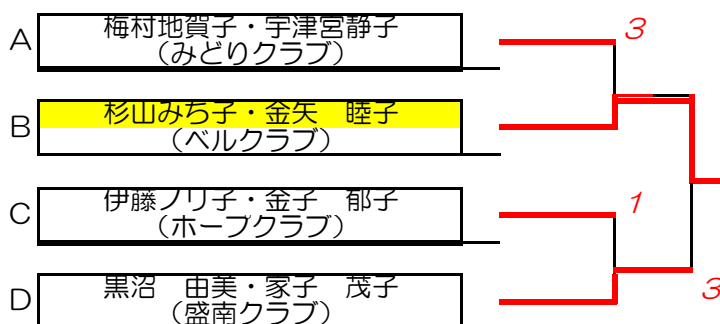 A
梅村地賀子・宇津宮静子
（みどりクラブ）
3
B
杉山みち子・金矢　睦子
（ベルクラブ）
C
伊藤ノリ子・金子　郁子
（ホープクラブ）
1
D
黒沼　由美・家子　茂子
（盛南クラブ）
3